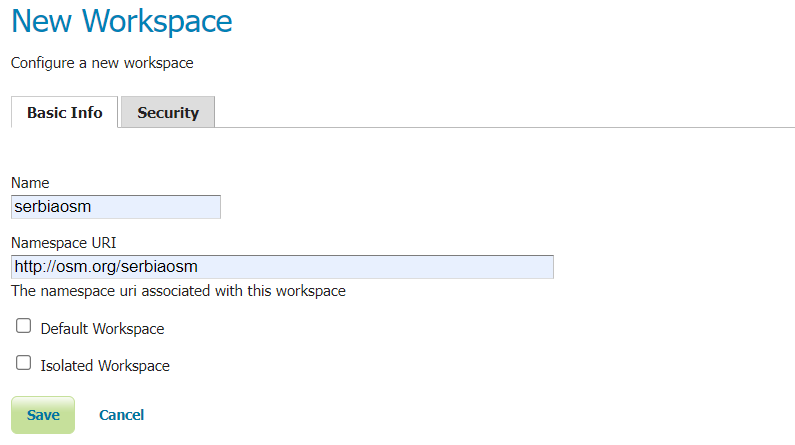 New Workspace
Configure a new workspace
Basic Info Security
Name
serbiaosm
Namespace URI
http://osm.org/serbiaosm
The namespace uri associated with this workspace
Default Workspace
Isolated Workspace
Save Cancel